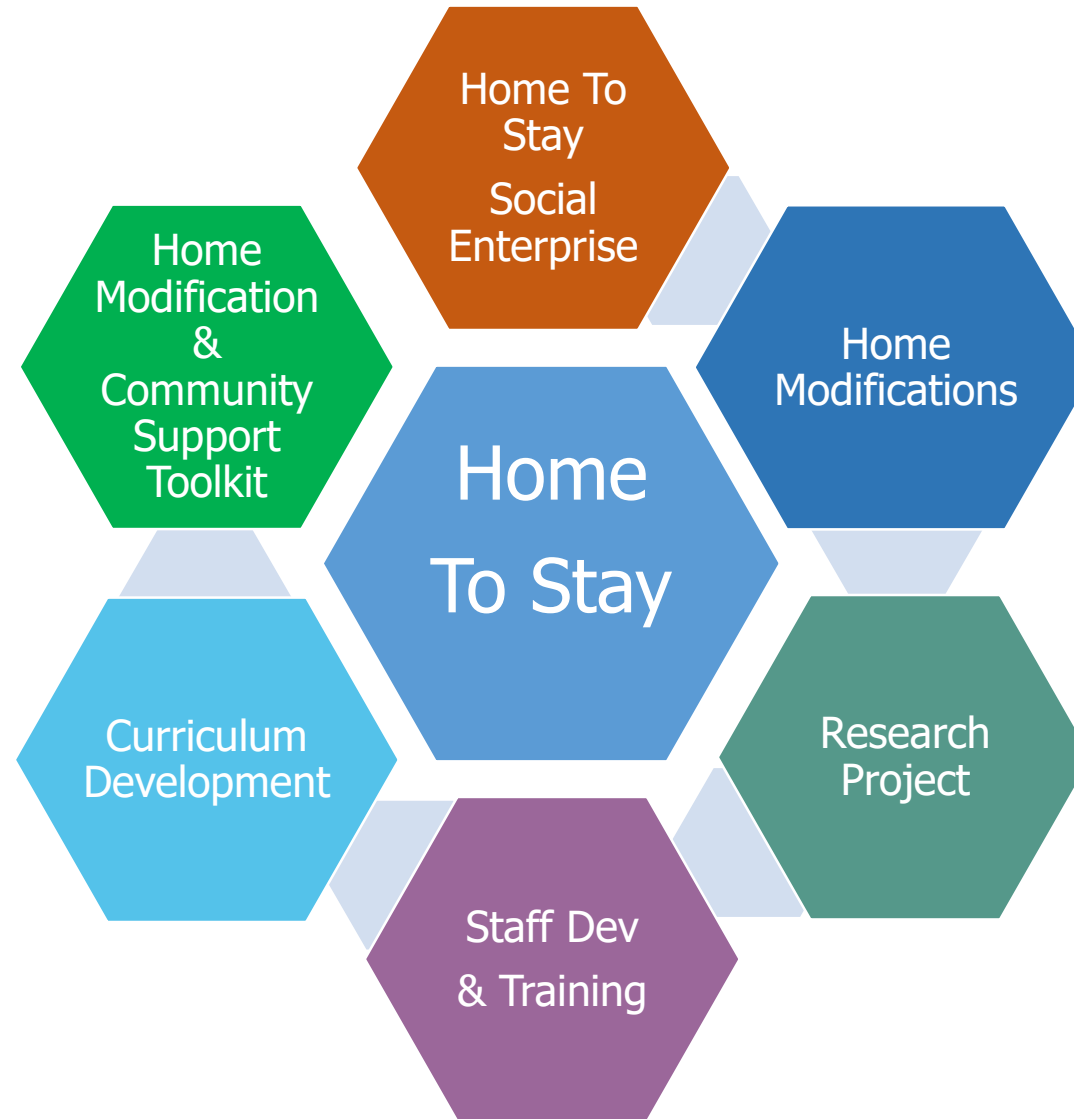 Home To
Stay
Social
Enterprise
Home
Modifications
Research
Project
Staff Dev
& Training
Curriculum
Development
Home
Modification
&
Community
Support
Toolkit
Home
To Stay